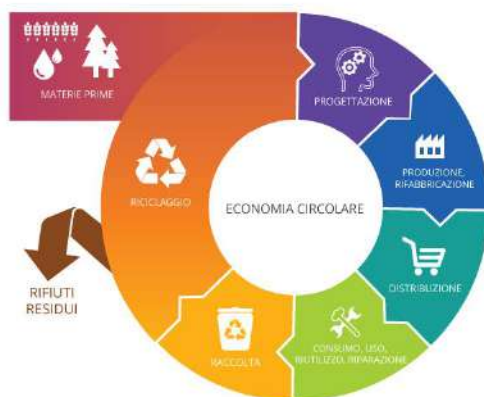 MATERIE PRIME
PROGETTAZIONE
PRODUZIONE,
RIFABBRICAZIONE
DISTRIBUZIONE
CONSUMO, USO,
RIUTILIZZO, RIPARAZIONE
RACCOLTA
RICICLAGGIO
RIFIUTI
RESIDUI
ECONOMIA CIRCOLARE